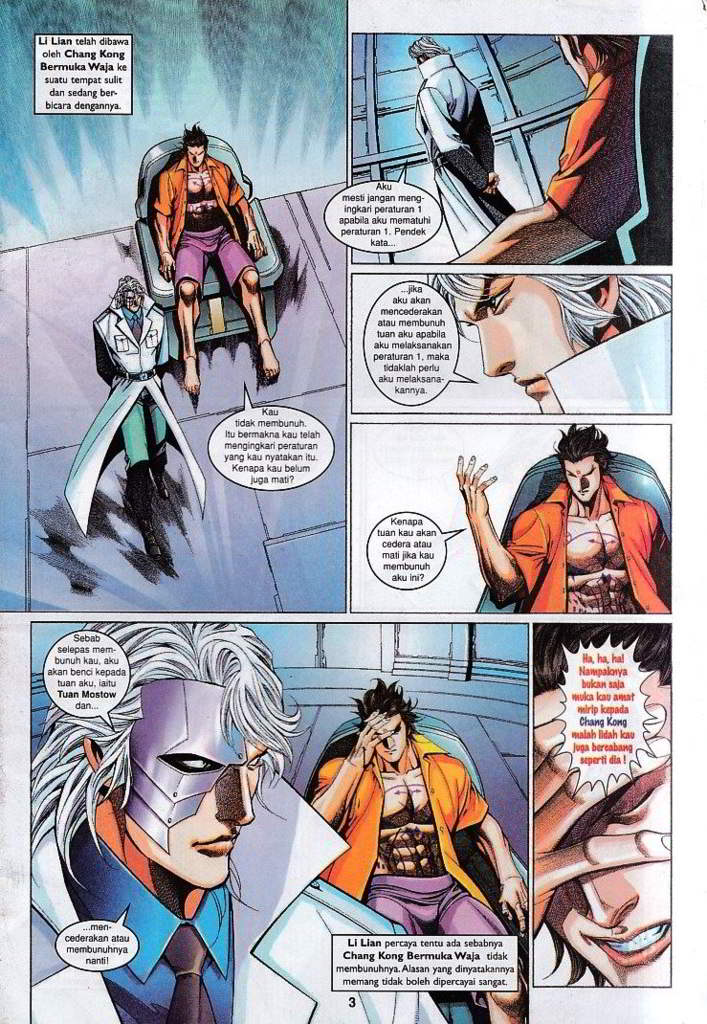 Li Lian telah dibawa
oleh Chang Kong
Bermuka Waja ke
suatu tempat sulit
dan sedang ber-
bicara dengannya.
Kau
tidak membunuh.
Itu bermakna kau telah
mengingkari peraturan
yang kau nyatakan itu.
Kenapa kau belum
juga mati?
Aku
mesti jangan meng-
ingkari peraturan 1
apabila aku mematuhi
peraturan 1. Pendek
kata...
...jika
aku akan
mencederakan
atau membunuh
tuan aku apabila
aku melaksanakan
peraturan 1, maka
tidaklah perlu
aku melaksana-
kannya.
Kenapa
tuan kau akan
cedera atau
mati jika kau
membunuh
aku ini?
Sebab
selepas mem-
bunuh kau, aku
akan benci kepada
tuan aku, iaitu
Tuan Mostow
dan...
...men-
cederakan atau
membunuhnya
nanti!
Li Lian percaya tentu ada sebabnya
Chang Kong Bermuka Waja tidak
membunuhnya. Alasan yang dinyatakannya
memang tidak boleh dipercayai sangat.
Ha, ha, ha!
Nampaknya
bukan saja
muka kau amat
mirip kepada
Chang Kong
malah lidah kau
juga bercabang
seperti dia!
3